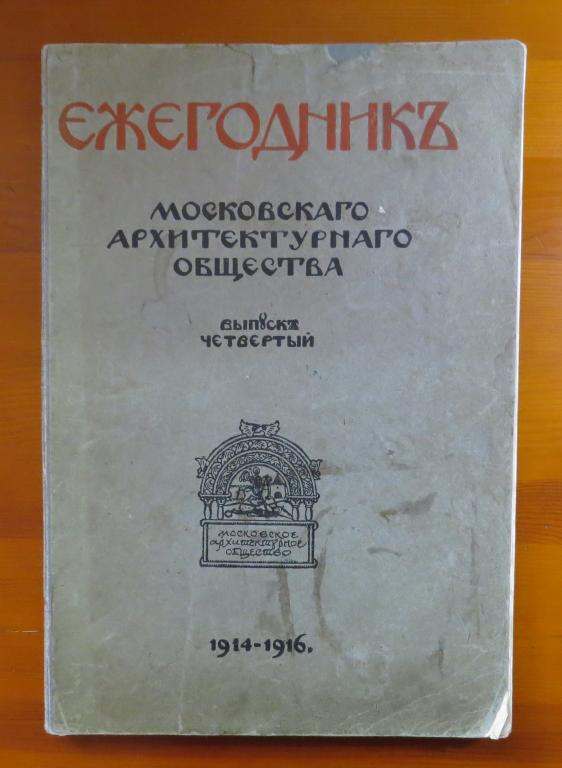 ЕЖЕГОДНИКЪ
МОСКОВСКАГО
АРХИТЕКТУРНАГО
ОБЩЕСТВА
ВЫПУСКЪ
ЧЕТВЕРТЫЙ
МОСКОВСКОЕ
АРХИТЕКТУРНОЕ
ОБЩЕСТВО
1914-1916.